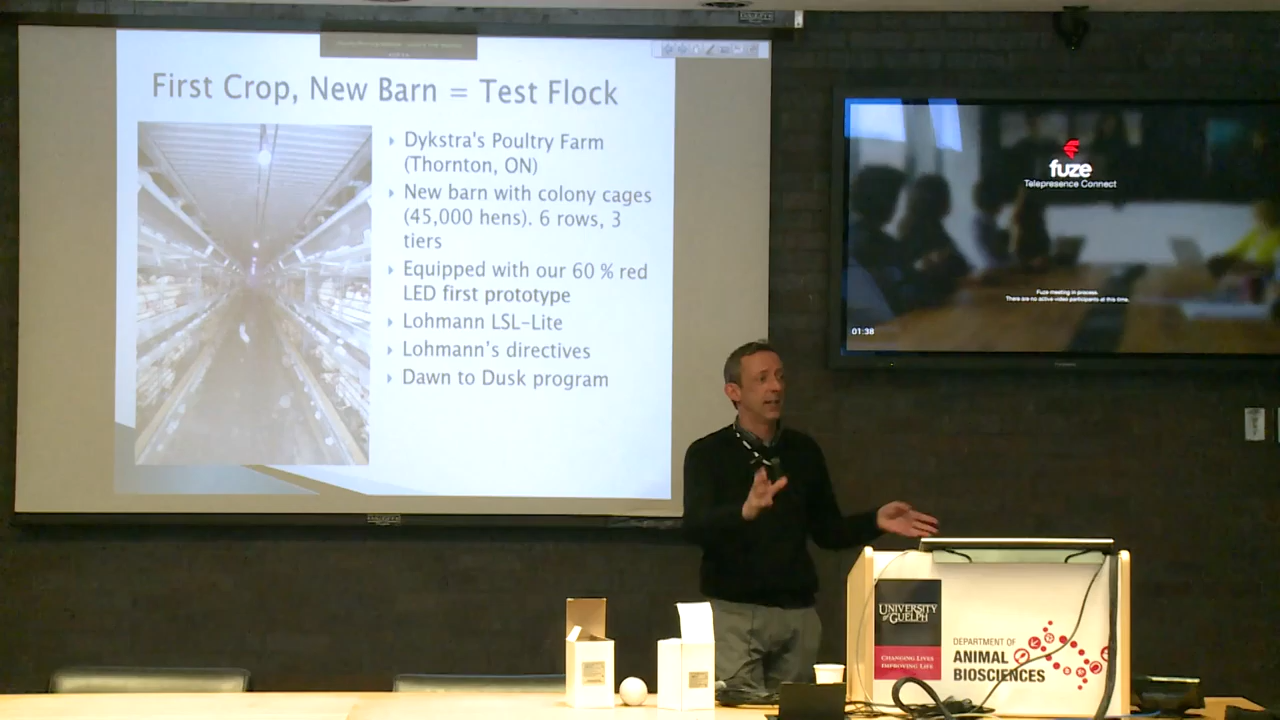 First Crop, New Barn = Test Flock
Dykstra's Poultry Farm
(Thornton, ON)
New barn with colony cages
(45,000 hens). 6 rows, 3
tiers
Equipped with our 60 % red
LED first prototype
Lohmann LSL-Lite
Lohmann's directives
Dawn to Dusk program
fuze
Telepresence Connect
Fuze meeting in process.
There are no active video participants at this time.
01:38
UNIVERSITY
of GUELPH
CHANGING LIVES
IMPROVING LIFE
DEPARTMENT OF
ANIMAL
BIOSCIENCES